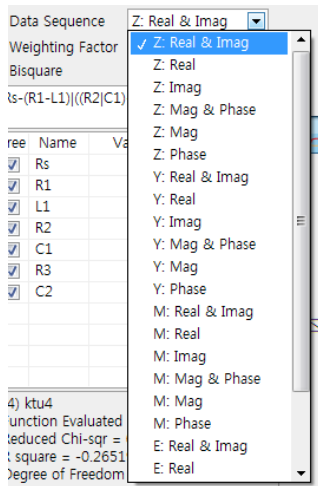 Data Sequence Z: Real & Imag
Weighting Factor
Bisquare
Rs-(R1-L1)|((R2|C1)
ree Name Va
Rs
R1
L1
R2
C1
R3
C2
4) ktu4
unction Evaluated
Reduced Chi-sqr =
square = -0.2651
Degree of Freedom
✓ Z: Real & Imag
Z: Real
Z: Imag
Z: Mag & Phase
Z: Mag
Z: Phase
Y: Real & Imag
Y: Real
Y: Imag
Y: Mag & Phase
Y: Mag
Y: Phase
M: Real & Imag
M: Real
M: Imag
M: Mag & Phase
M: Mag
M: Phase
E: Real & Imag
E: Real